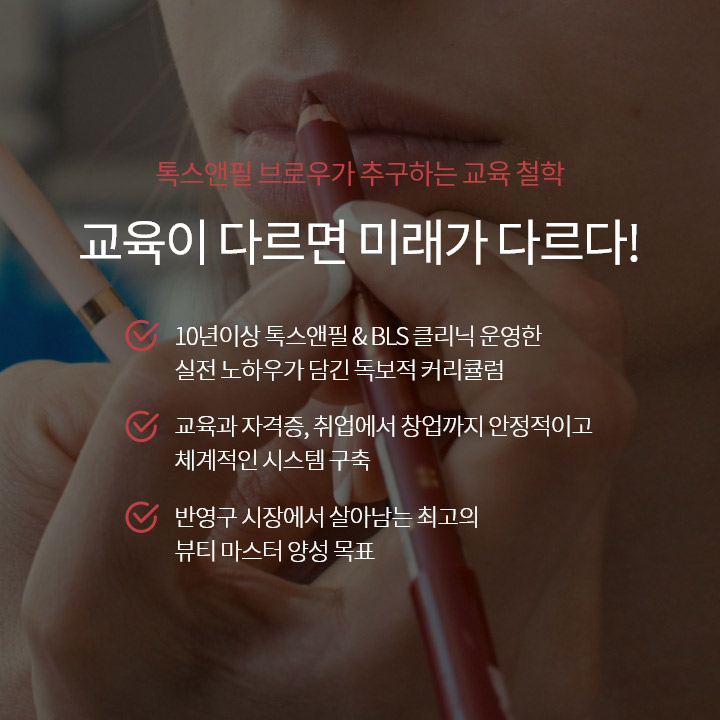 톡스앤필 브로우가 추구하는 교육 철학
교육이 다르면 미래가 다르다!
10년이상 톡스앤필 & BLS 클리닉 운영한
실전 노하우가 담긴 독보적 커리큘럼
교육과 자격증, 취업에서 창업까지 안정적이고
체계적인 시스템 구축
반영구 시장에서 살아남는 최고의
뷰티 마스터 양성 목표